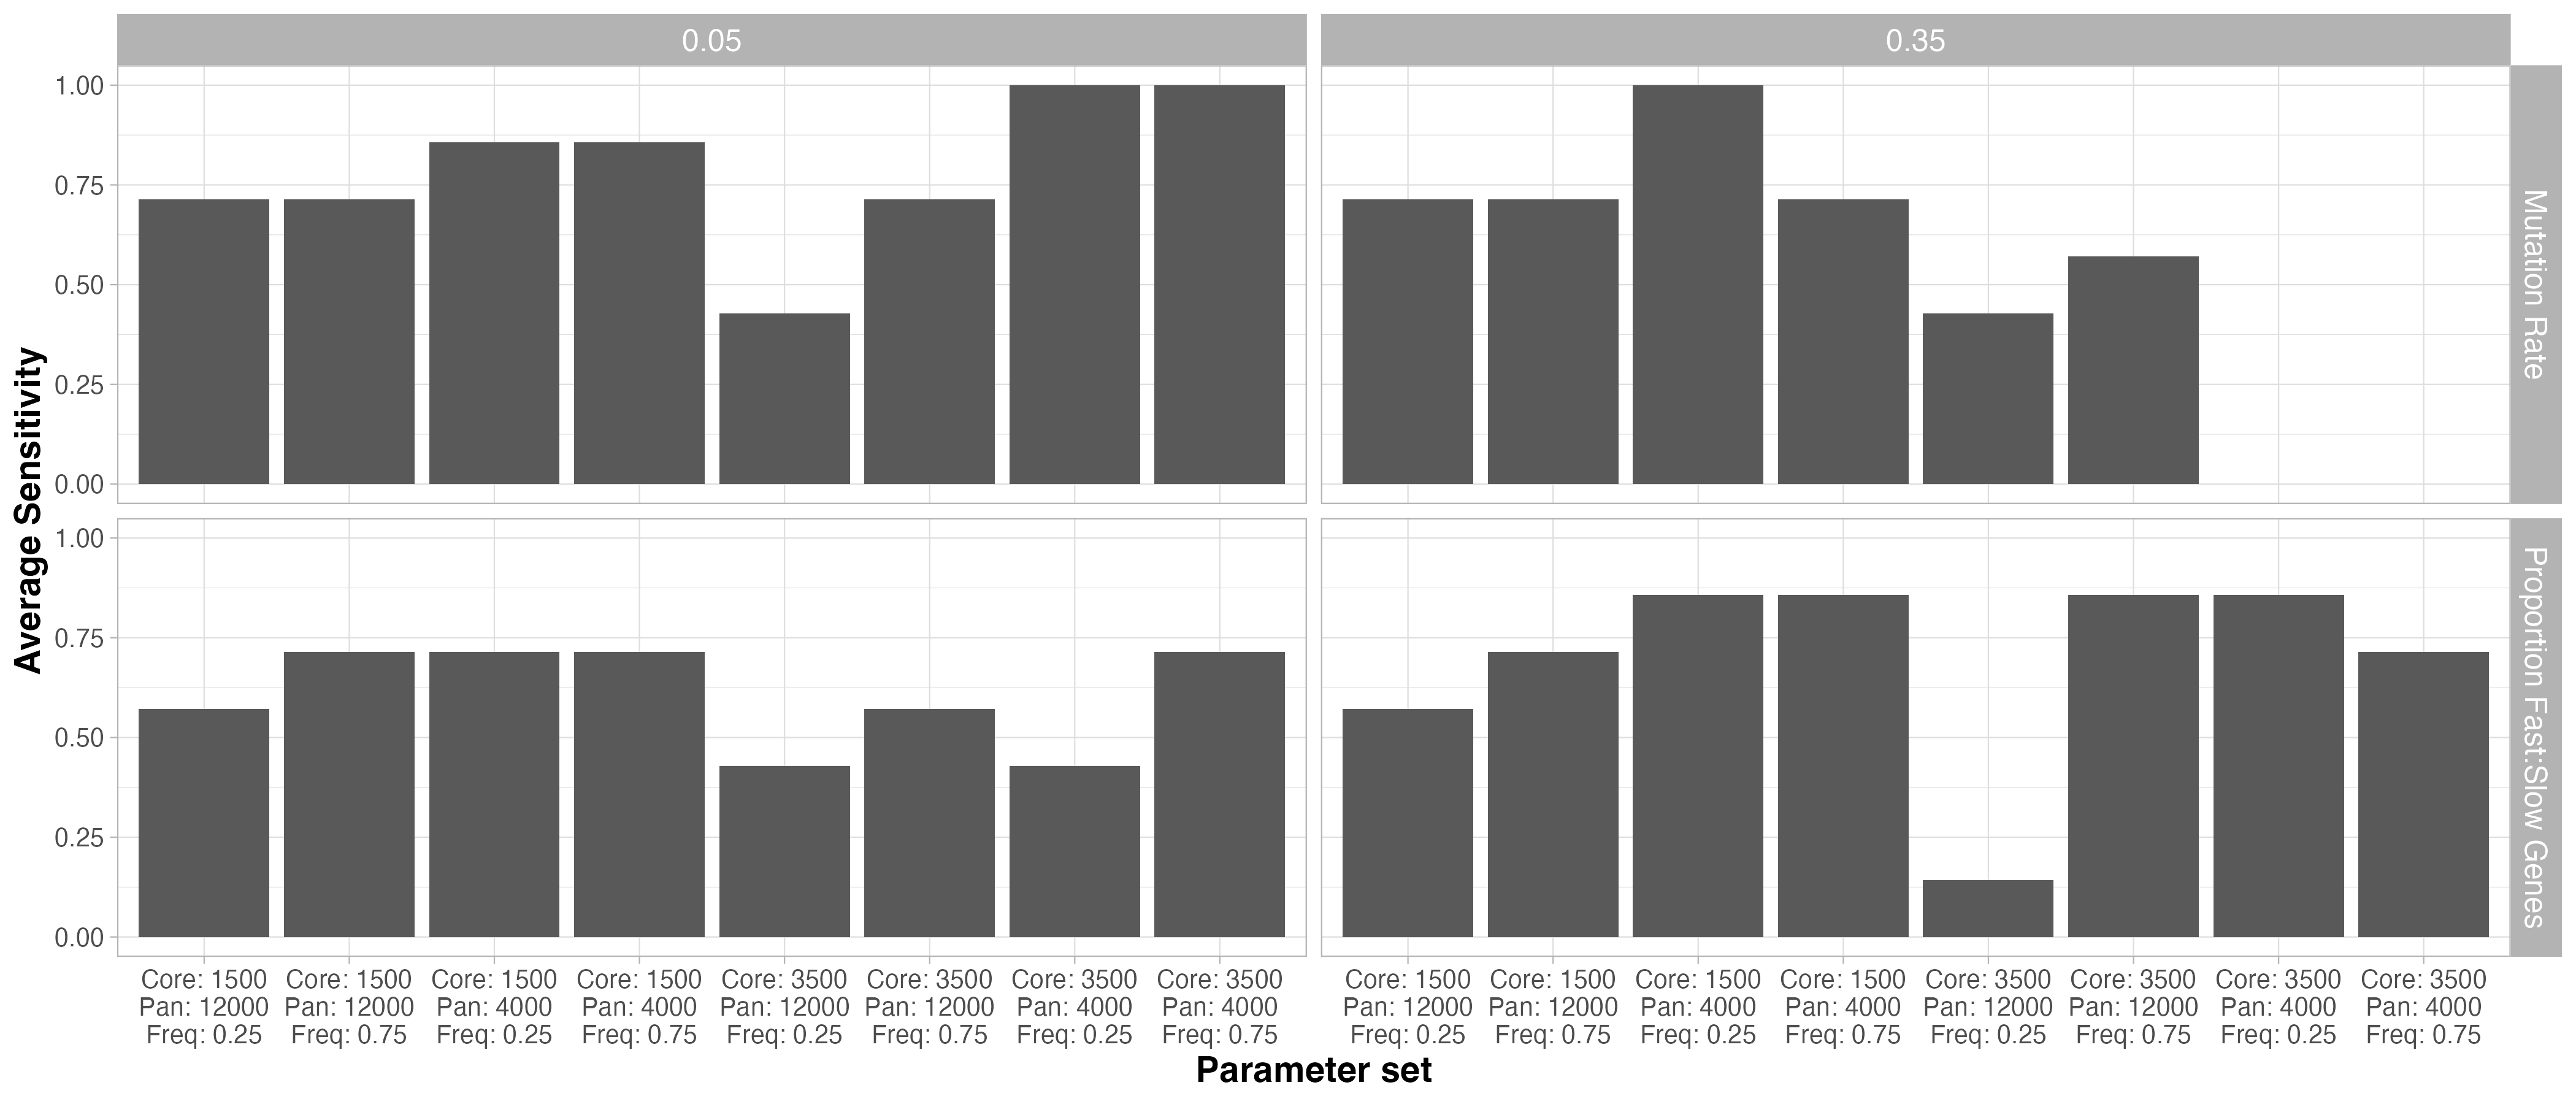 0.05
0.35
1.00
0.75
0.50
0.25
0.00
Mutation Rate
1.00
0.75
0.50
0.25
0.00
Proportion Fast:Slow Genes
Average Sensitivity
Core: 1500 Core: 1500 Core: 1500 Core: 1500 Core: 3500 Core: 3500 Core: 3500 Core: 3500
Pan: 12000 Pan: 12000 Pan: 4000 Pan: 4000 Pan: 12000 Pan: 12000 Pan: 4000 Pan: 4000
Freq: 0.25 Freq: 0.75 Freq: 0.25 Freq: 0.75 Freq: 0.25 Freq: 0.75 Freq: 0.25 Freq: 0.75
Core: 1500 Core: 1500 Core: 1500 Core: 1500 Core: 3500 Core: 3500 Core: 3500 Core: 3500
Pan: 12000 Pan: 12000 Pan: 4000 Pan: 4000 Pan: 12000 Pan: 12000 Pan: 4000 Pan: 4000
Freq: 0.25 Freq: 0.75 Freq: 0.25 Freq: 0.75 Freq: 0.25 Freq: 0.75 Freq: 0.25 Freq: 0.75
Parameter set